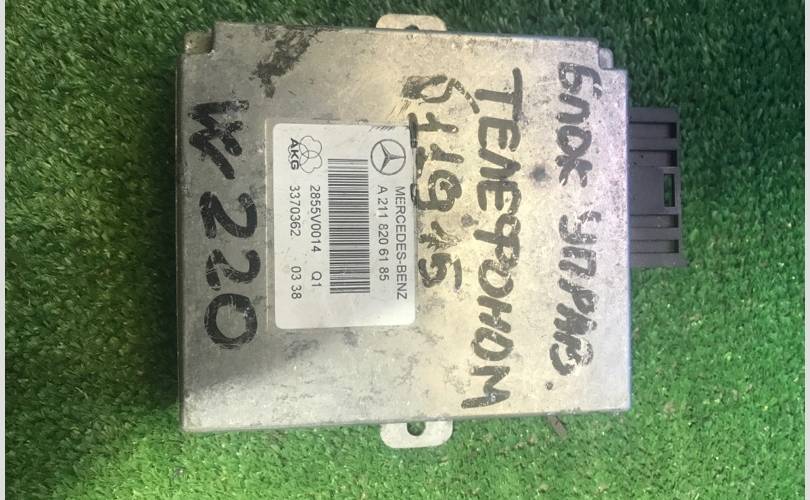 БЛОК УПРАВ
ТЕЛЕФОНОМ
MERCEDES-BENZ
A 211 820 61 85
2855V0014 Q1
AKG 3370362 03 38
W 220